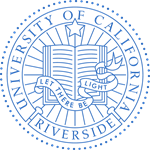 UNIVERSITY OF CALIFORNIA
LET THERE BE LIGHT
RIVERSIDE